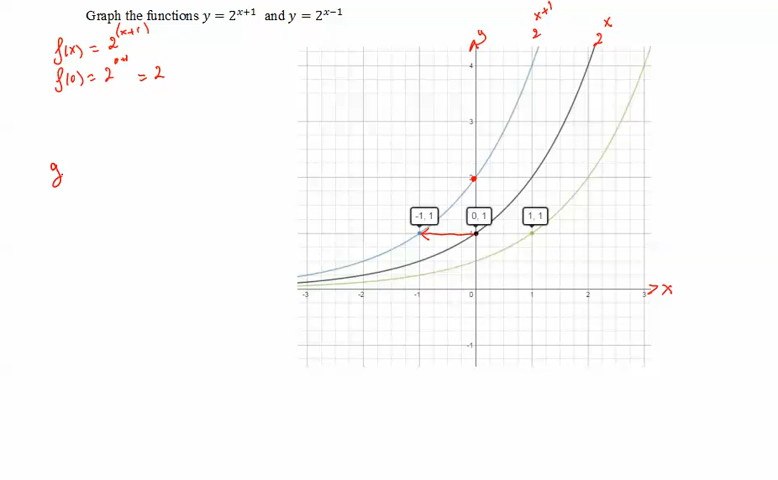 Graph the functions y = 2^{x+1} and y = 2^{x−1}
f(x) = 2^{(x+1)}
f(0) = 2^{0+1} = 2
g
y
2^{x+1}
2^x
4
3
2
-1, 1
0, 1
1, 1
-3 -2 -1 0 1 2 3
x
-1